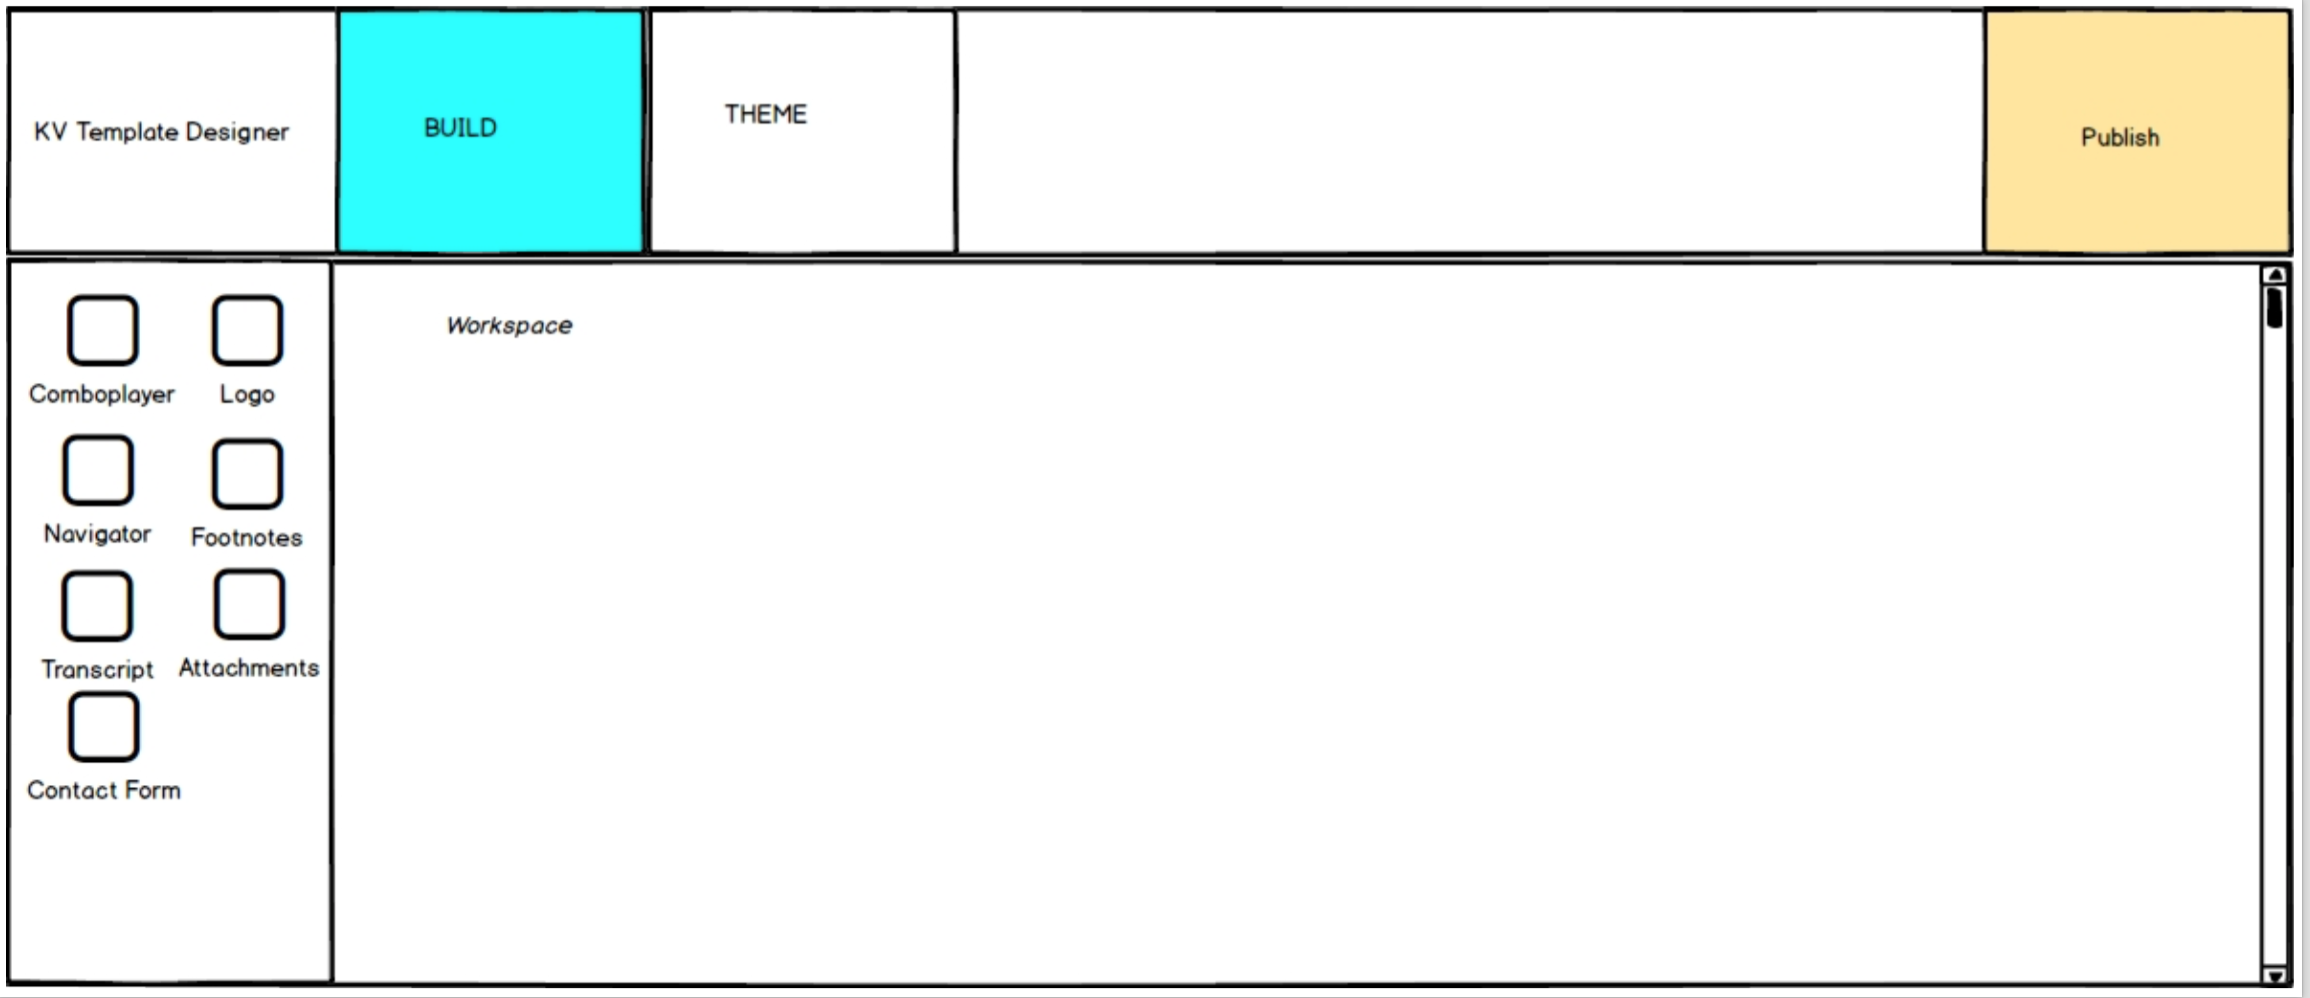 KV Template Designer
BUILD
THEME
Publish
Workspace
Comboplayer
Logo
Navigator
Footnotes
Transcript
Attachments
Contact Form